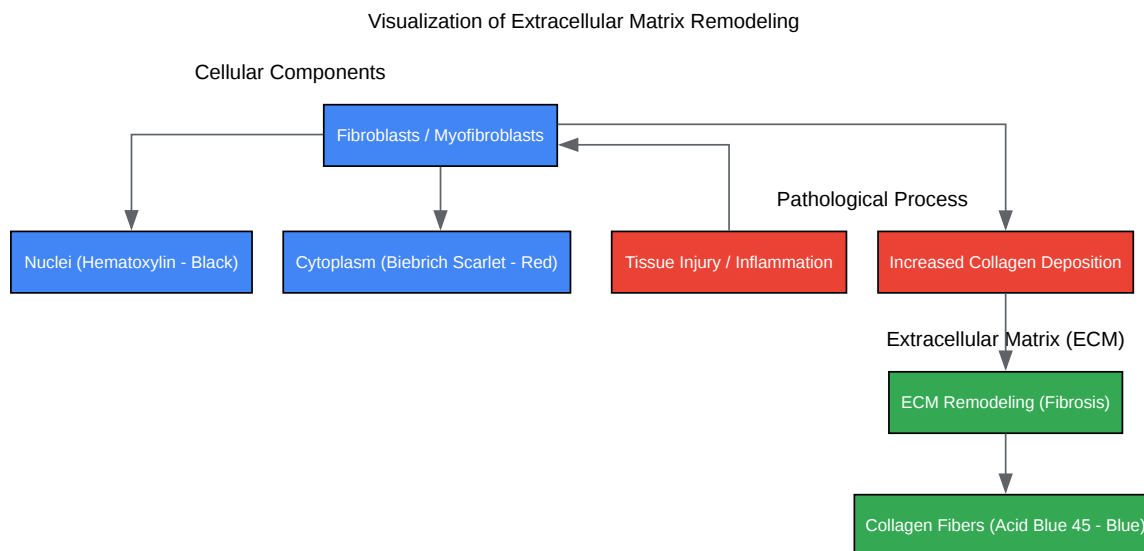 Visualization of Extracellular Matrix Remodeling
Cellular Components
Fibroblasts / Myofibroblasts
Pathological Process
Nuclei (Hematoxylin - Black)
Cytoplasm (Biebrich Scarlet - Red)
Tissue Injury / Inflammation
Increased Collagen Deposition
Extracellular Matrix (ECM)
ECM Remodeling (Fibrosis)
Collagen Fibers (Acid Blue 45 - Blue)